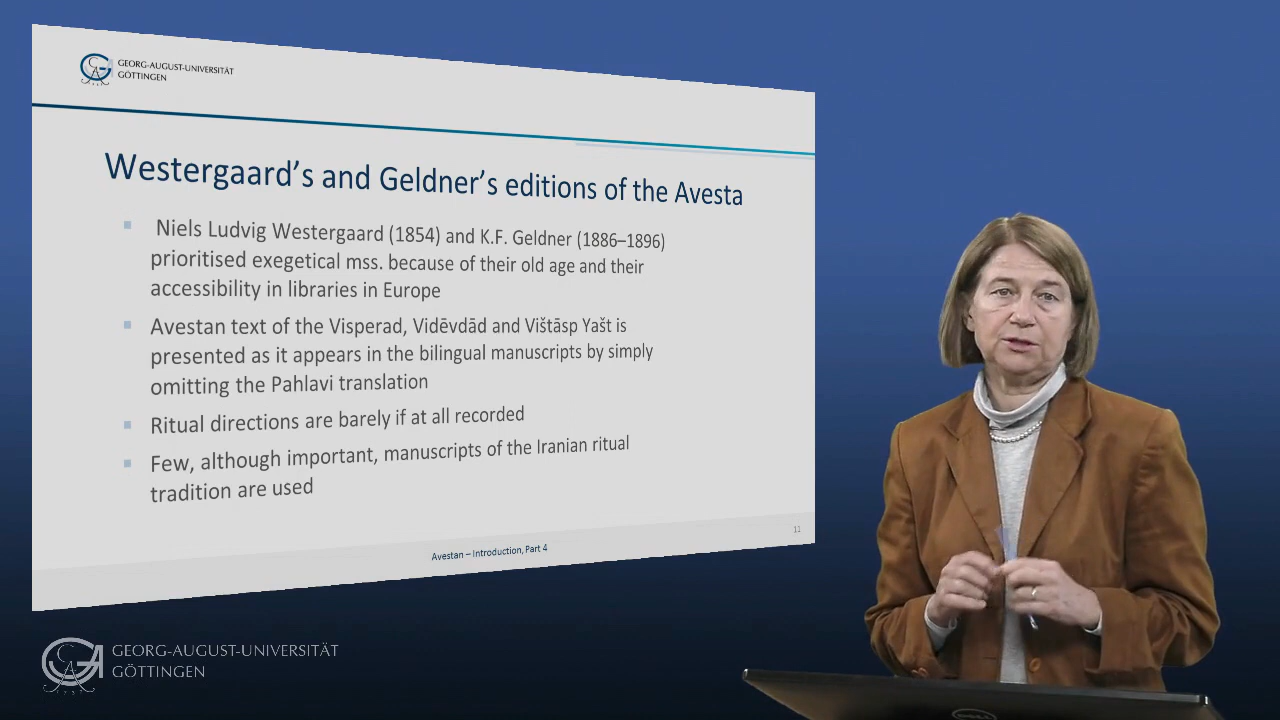 GEORG-AUGUST-UNIVERSITÄT
GÖTTINGEN
Westergaard’s and Geldner’s editions of the Avesta
Niels Ludvig Westergaard (1854) and K.F. Geldner (1886–1896)
prioritised exegetical mss. because of their old age and their
accessibility in libraries in Europe
Avestan text of the Visperad, Vidēvdād and Vištāsp Yašt is
presented as it appears in the bilingual manuscripts by simply
omitting the Pahlavi translation
Ritual directions are barely if at all recorded
Few, although important, manuscripts of the Iranian ritual
tradition are used
11
Avestan – Introduction, Part 4
GEORG-AUGUST-UNIVERSITÄT
GÖTTINGEN
DELL